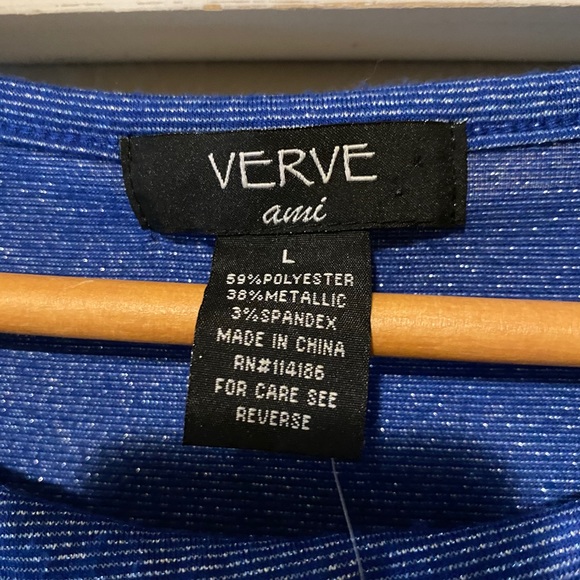 VERVE
ami
L
59%POLYESTER
38%METALLIC
3%SPANDEX
MADE IN CHINA
RN#114186
FOR CARE SEE
REVERSE